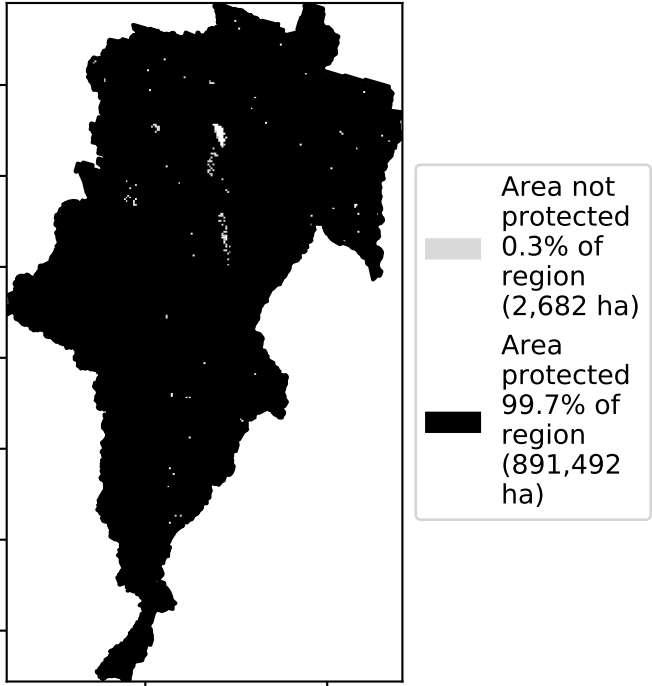 Area not
protected
0.3% of
region
(2,682 ha)
Area
protected
99.7% of
region
(891,492
ha)